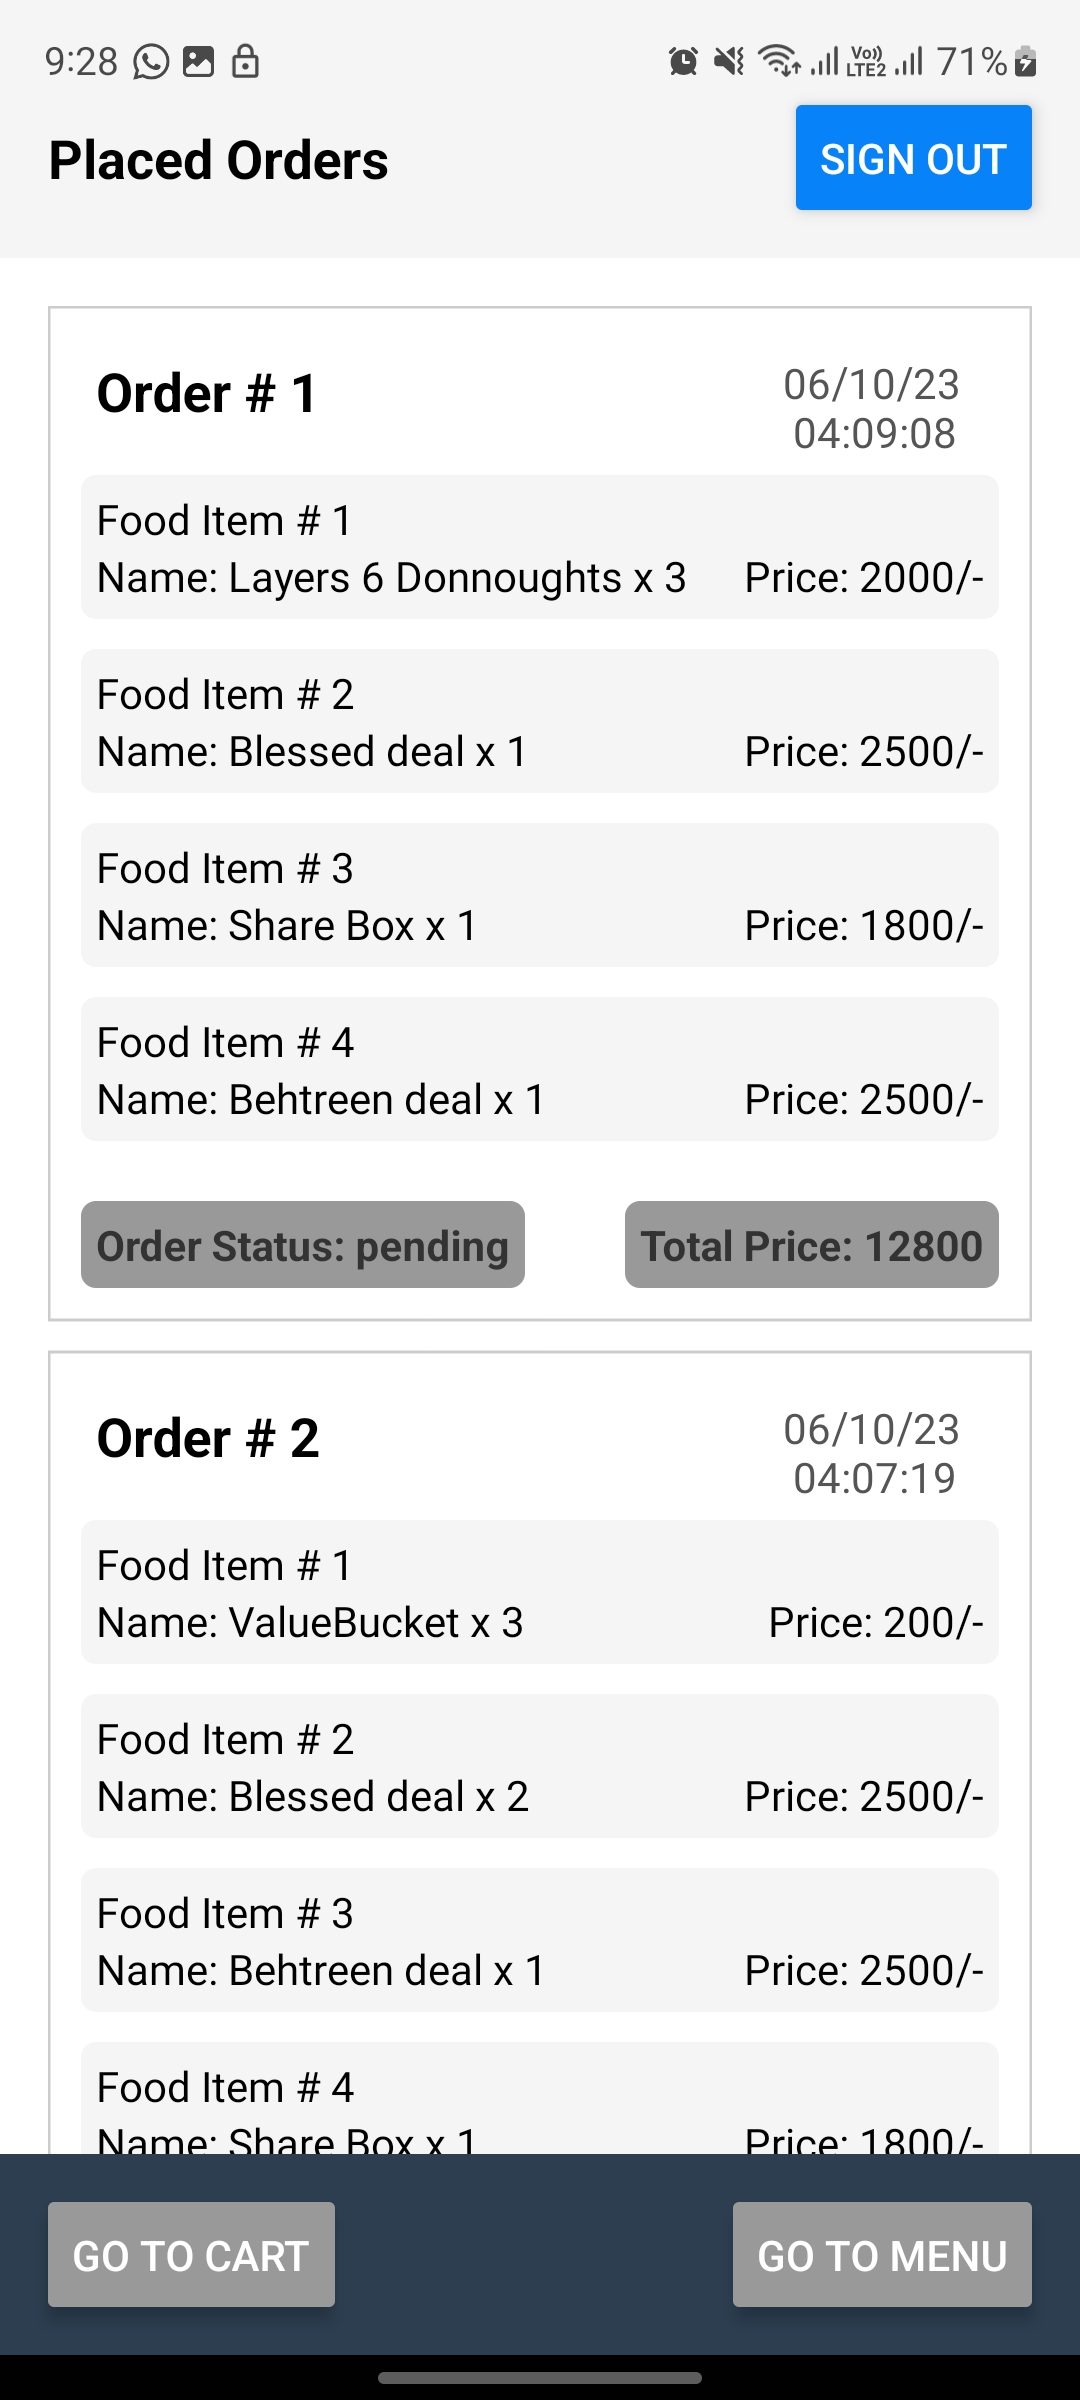 9:28 Vo)) LTE2 71%
Placed Orders
SIGN OUT
Order # 1
06/10/23
04:09:08
Food Item # 1
Name: Layers 6 Donnoughts x 3 Price: 2000/-
Food Item # 2
Name: Blessed deal x 1 Price: 2500/-
Food Item # 3
Name: Share Box x 1 Price: 1800/-
Food Item # 4
Name: Behtreen deal x 1 Price: 2500/-
Order Status: pending Total Price: 12800
Order # 2
06/10/23
04:07:19
Food Item # 1
Name: ValueBucket x 3 Price: 200/-
Food Item # 2
Name: Blessed deal x 2 Price: 2500/-
Food Item # 3
Name: Behtreen deal x 1 Price: 2500/-
Food Item # 4
Name: Share Box x 1 Price: 1800/-
GO TO CART GO TO MENU